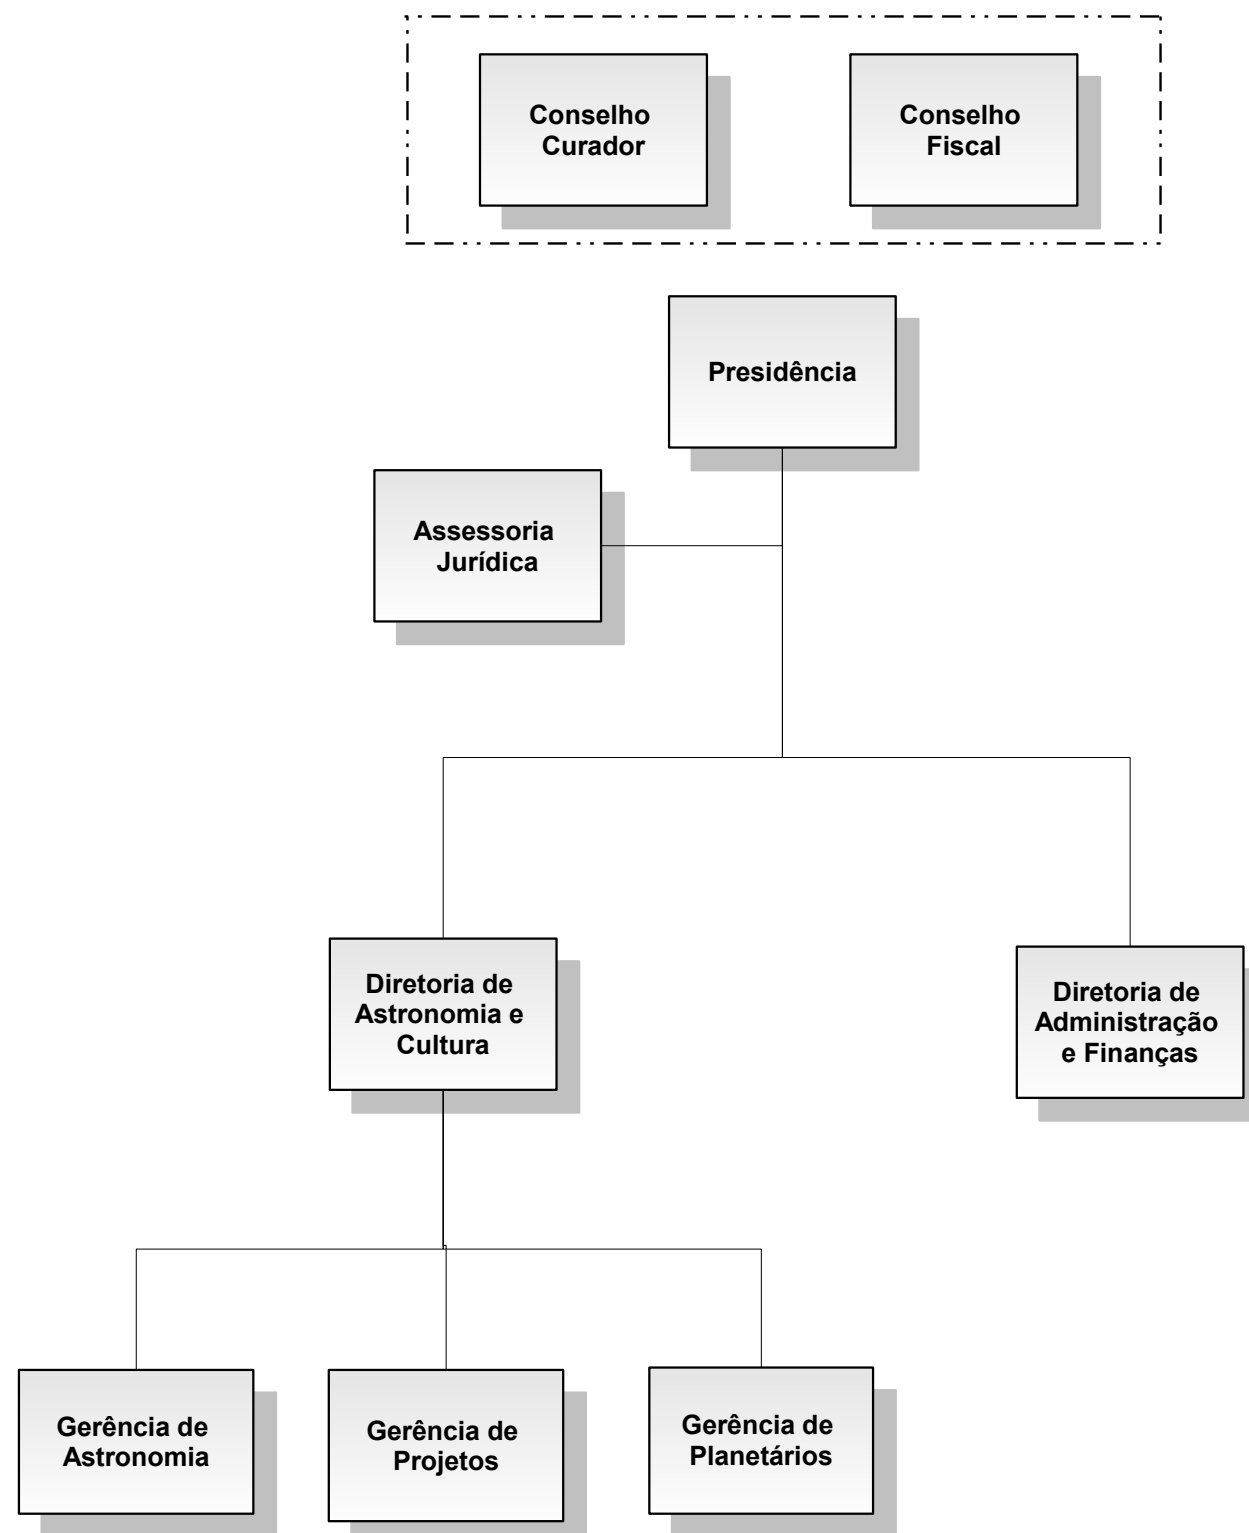 Conselho
Curador
Conselho
Fiscal
Presidência
Assessoria
Jurídica
Diretoria de
Astronomia e
Cultura
Diretoria de
Administração
e Finanças
Gerência de
Astronomia
Gerência de
Projetos
Gerência de
Planetários